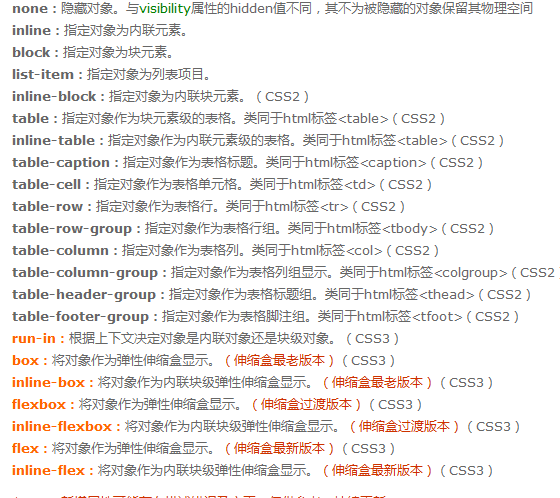 none：隐藏对象。与visibility属性的hidden值不同，其不为被隐藏的对象保留其物理空间
inline：指定对象为内联元素。
block：指定对象为块元素。
list-item：指定对象为列表项目。
inline-block：指定对象为内联块元素。（CSS2）
table：指定对象作为块元素级的表格。类同于html标签<table>（CSS2）
inline-table：指定对象作为内联元素级的表格。类同于html标签<table>（CSS2）
table-caption：指定对象作为表格标题。类同于html标签<caption>（CSS2）
table-cell：指定对象作为表格单元格。类同于html标签<td>（CSS2）
table-row：指定对象作为表格行。类同于html标签<tr>（CSS2）
table-row-group：指定对象作为表格行组。类同于html标签<tbody>（CSS2）
table-column：指定对象作为表格列。类同于html标签<col>（CSS2）
table-column-group：指定对象作为表格列组显示。类同于html标签<colgroup>（CSS2
table-header-group：指定对象作为表格标题组。类同于html标签<thead>（CSS2）
table-footer-group：指定对象作为表格脚注组。类同于html标签<tfoot>（CSS2）
run-in：根据上下文决定对象是内联对象还是块级对象。（CSS3）
box：将对象作为弹性伸缩盒显示。（伸缩盒最老版本）（CSS3）
inline-box：将对象作为内联块级弹性伸缩盒显示。（伸缩盒最老版本）（CSS3）
flexbox：将对象作为弹性伸缩盒显示。（伸缩盒过渡版本）（CSS3）
inline-flexbox：将对象作为内联块级弹性伸缩盒显示。（伸缩盒过渡版本）（CSS3）
flex：将对象作为弹性伸缩盒显示。（伸缩盒最新版本）（CSS3）
inline-flex：将对象作为内联块级弹性伸缩盒显示。（伸缩盒最新版本）（CSS3）